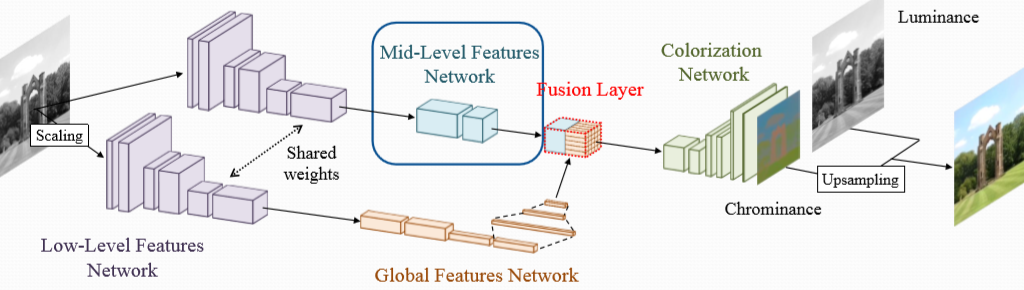 Luminance
Colorization
Network
Mid-Level Features
Network
Fusion Layer
Scaling
Shared
weights
Upsampling
Chrominance
Low-Level Features
Network
Global Features Network